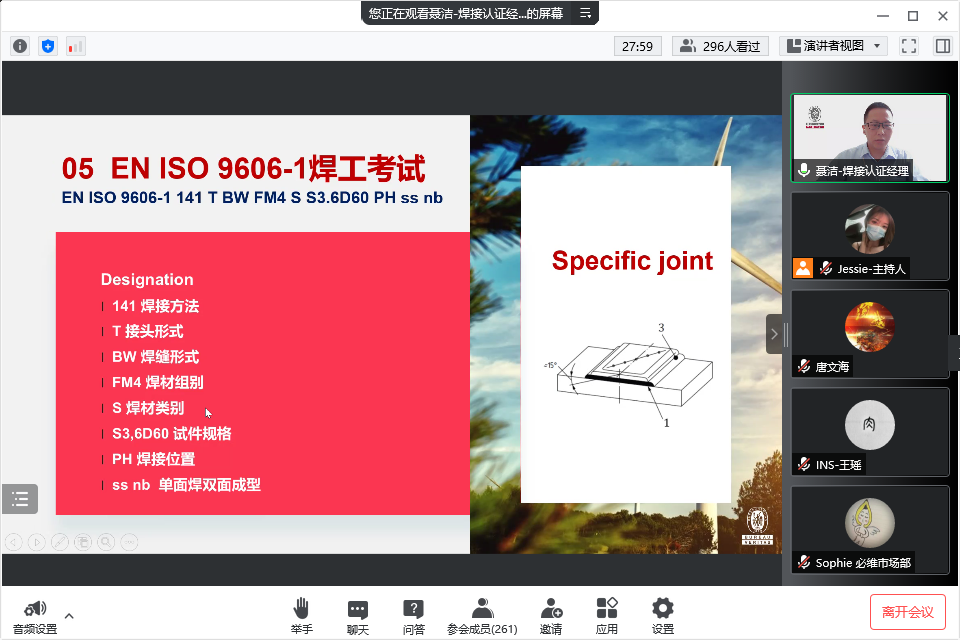 您正在观看聂洁-焊接认证经...的屏幕
27:59
296人看过
演讲者视图
05 EN ISO 9606-1焊工考试
EN ISO 9606-1 141 T BW FM4 S S3.6D60 PH ss nb
Designation
141 焊接方法
T 接头形式
BW 焊缝形式
FM4 焊材组别
S 焊材类别
S3,6D60 试件规格
PH 焊接位置
ss nb 单面焊双面成型
Specific joint
3
≈15°
1
BUREAU
VERITAS
聂洁-焊接认证经理
Jessie-主持人
唐文海
肉
INS-王瑶
Sophie 必维市场部
音频设置
举手
聊天
问答
参会成员(261)
邀请
应用
设置
离开会议